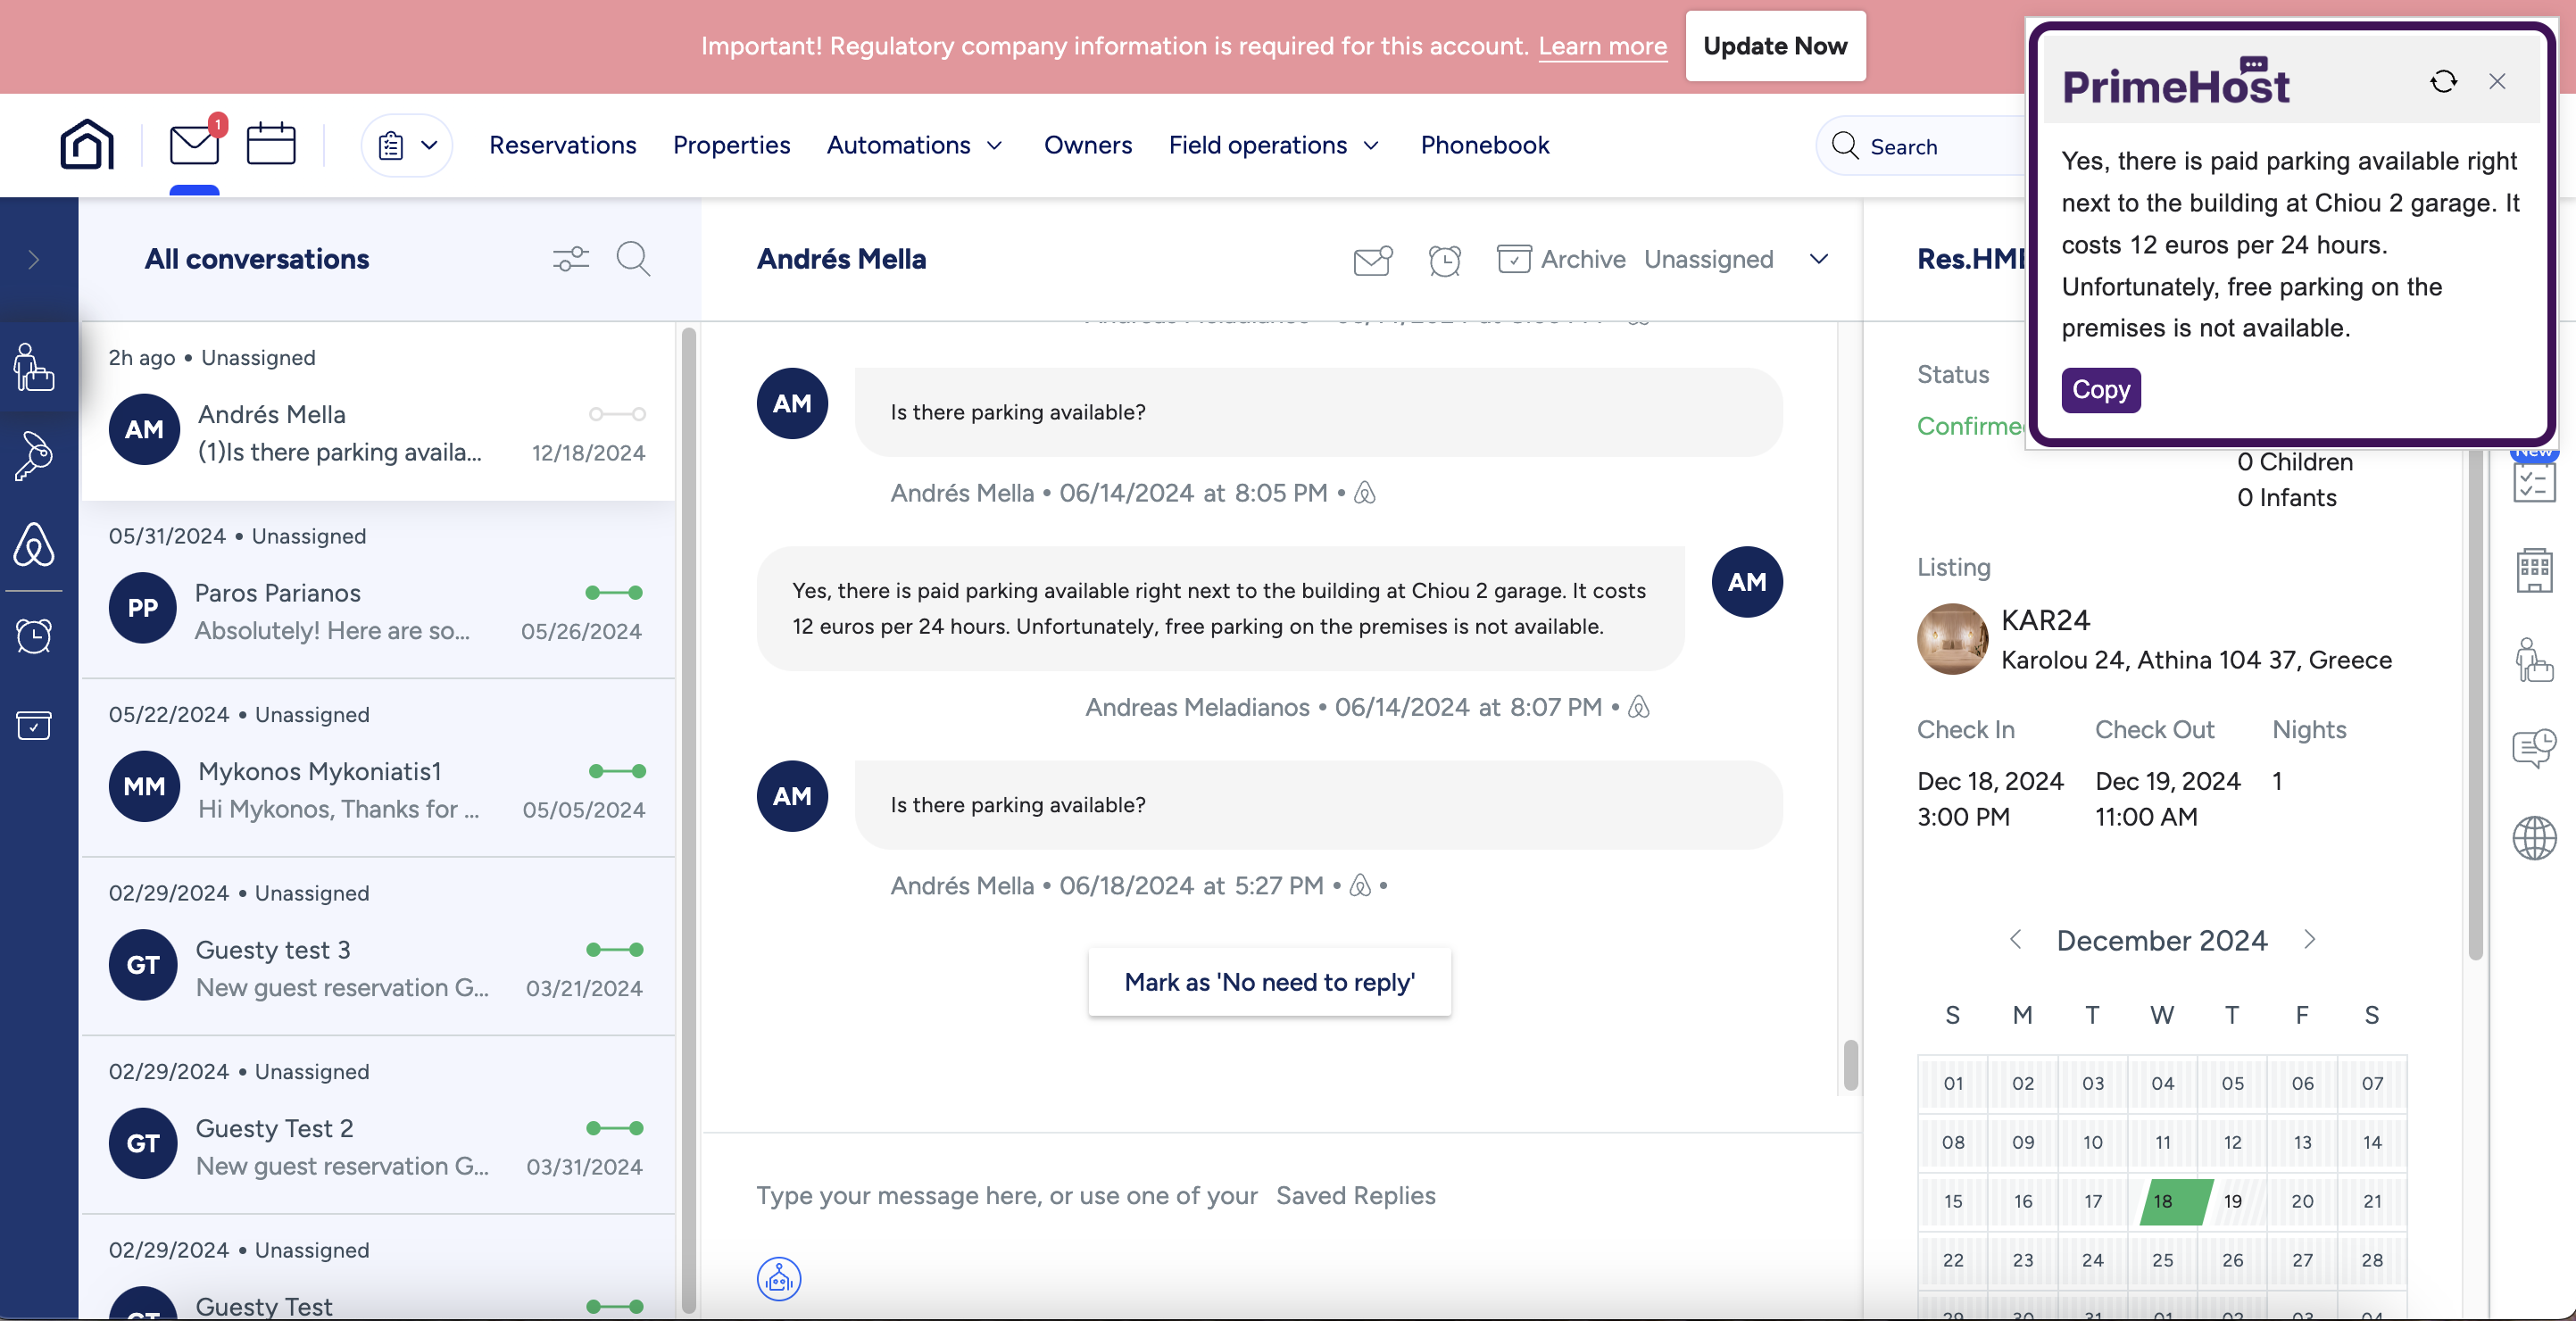 Important! Regulatory company information is required for this account. Learn more
Update Now
1
Reservations
Properties
Automations
Owners
Field operations
Phonebook
Search
PrimeHost
Yes, there is paid parking available right
next to the building at Chiou 2 garage. It
costs 12 euros per 24 hours.
Unfortunately, free parking on the
premises is not available.
Copy
All conversations
2h ago • Unassigned
AM
Andrés Mella
(1)Is there parking availa...
12/18/2024
05/31/2024 • Unassigned
PP
Paros Parianos
Absolutely! Here are so...
05/26/2024
05/22/2024 • Unassigned
MM
Mykonos Mykoniatis1
Hi Mykonos, Thanks for ...
05/05/2024
02/29/2024 • Unassigned
GT
Guesty test 3
New guest reservation G...
03/21/2024
02/29/2024 • Unassigned
GT
Guesty Test 2
New guest reservation G...
03/31/2024
02/29/2024 • Unassigned
GT
Guesty Test
Andrés Mella
Archive
Unassigned
AM
Is there parking available?
Andrés Mella • 06/14/2024 at 8:05 PM •
Yes, there is paid parking available right next to the building at Chiou 2 garage. It costs
12 euros per 24 hours. Unfortunately, free parking on the premises is not available.
AM
Andreas Meladianos • 06/14/2024 at 8:07 PM •
AM
Is there parking available?
Andrés Mella • 06/18/2024 at 5:27 PM • •
Mark as 'No need to reply'
Type your message here, or use one of your Saved Replies
Status
Confirmed
0 Children
0 Infants
New
Listing
KAR24
Karolou 24, Athina 104 37, Greece
Check In
Check Out
Nights
Dec 18, 2024
Dec 19, 2024
1
3:00 PM
11:00 AM
December 2024
S M T W T F S
01 02 03 04 05 06 07
08 09 10 11 12 13 14
15 16 17 18 19 20 21
22 23 24 25 26 27 28
29 30 31 01 02 03 04